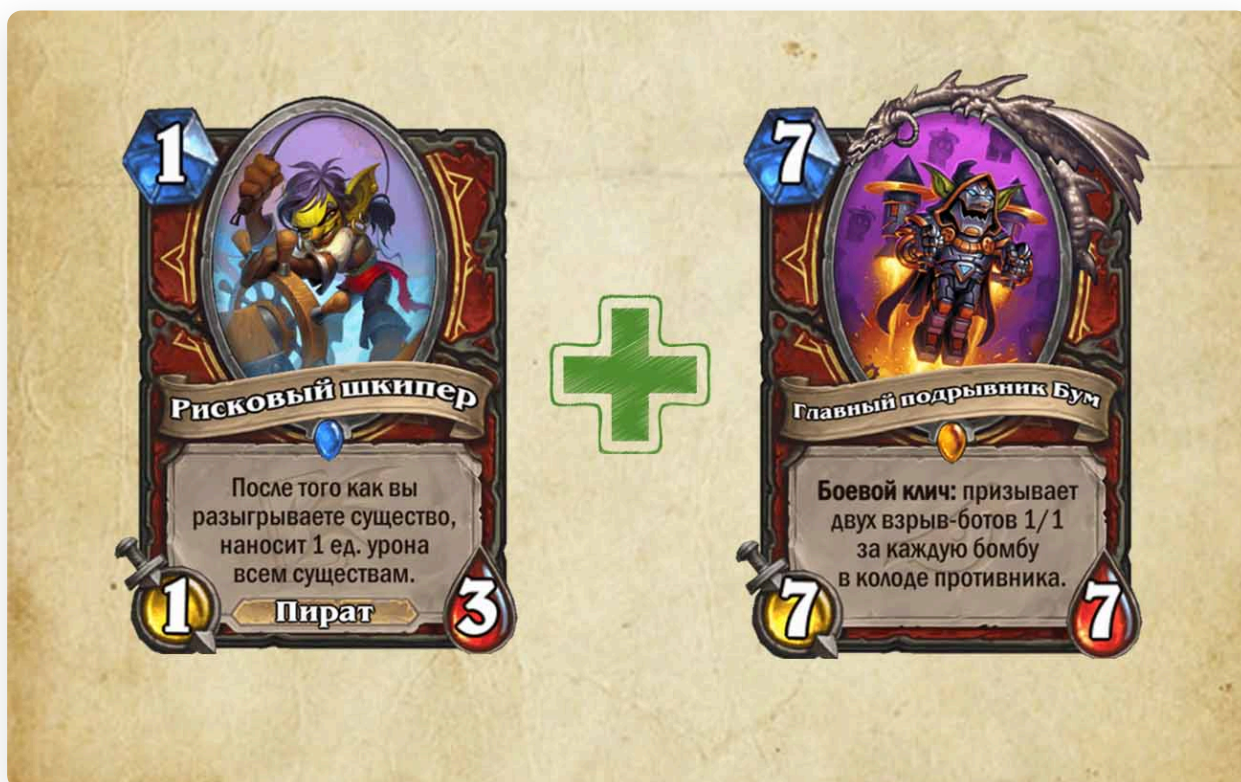 1
Рисковый шкипер
После того как вы
разыгрываете существо,
наносит 1 ед. урона
всем существам.
1
Пират
3
7
Главный подрывник Бум
Боевой клич: призывает
двух взрыв-ботов 1/1
за каждую бомбу
в колоде противника.
7
7